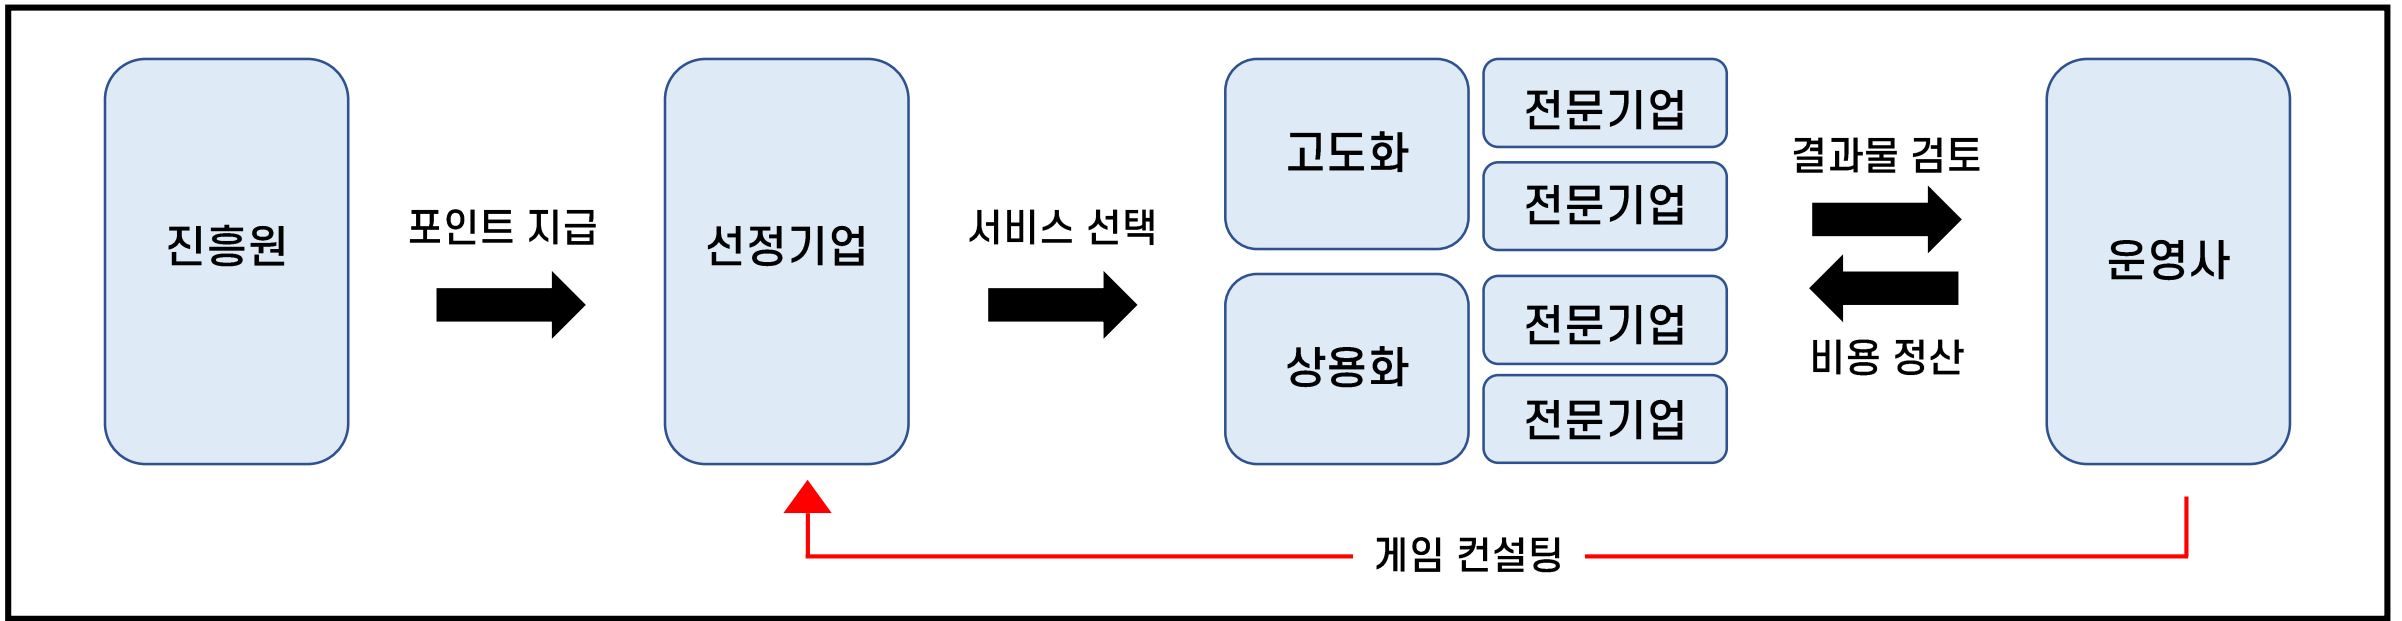 진흥원
포인트 지급
선정기업
서비스 선택
고도화
전문기업
전문기업
상용화
전문기업
전문기업
결과물 검토
비용 정산
운영사
게임 컨설팅